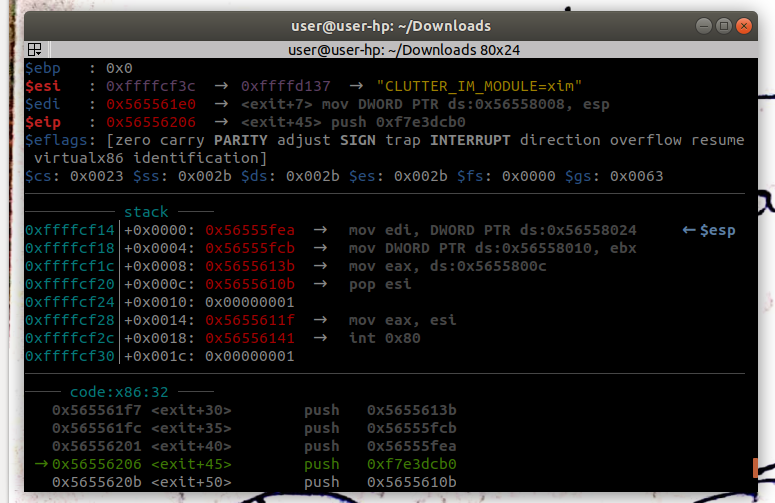 user@user-hp: ~/Downloads
user@user-hp: ~/Downloads 80x24
$ebp   : 0x0
$esi   : 0xffffcf3c  →  0xffffd137  →  "CLUTTER_IM_MODULE=xim"
$edi   : 0x565561e0  →  <exit+7> mov DWORD PTR ds:0x56558008, esp
$eip   : 0x56556206  →  <exit+45> push 0xf7e3dcb0
$eflags: [zero carry PARITY adjust SIGN trap INTERRUPT direction overflow resume
virtualx86 identification]
$cs: 0x0023 $ss: 0x002b $ds: 0x002b $es: 0x002b $fs: 0x0000 $gs: 0x0063
stack
0xffffcf14│+0x0000: 0x56555fea  →  mov edi, DWORD PTR ds:0x56558024     ←$esp
0xffffcf18│+0x0004: 0x56555fcb  →  mov DWORD PTR ds:0x56558010, ebx
0xffffcf1c│+0x0008: 0x5655613b  →  mov eax, ds:0x5655800c
0xffffcf20│+0x000c: 0x5655610b  →  pop esi
0xffffcf24│+0x0010: 0x00000001
0xffffcf28│+0x0014: 0x5655611f  →  mov eax, esi
0xffffcf2c│+0x0018: 0x56556141  →  int 0x80
0xffffcf30│+0x001c: 0x00000001
code:x86:32
0x565561f7 <exit+30>        push   0x5655613b
0x565561fc <exit+35>        push   0x56555fcb
0x56556201 <exit+40>        push   0x56555fea
→0x56556206 <exit+45>        push   0xf7e3dcb0
0x5655620b <exit+50>        push   0x5655610b